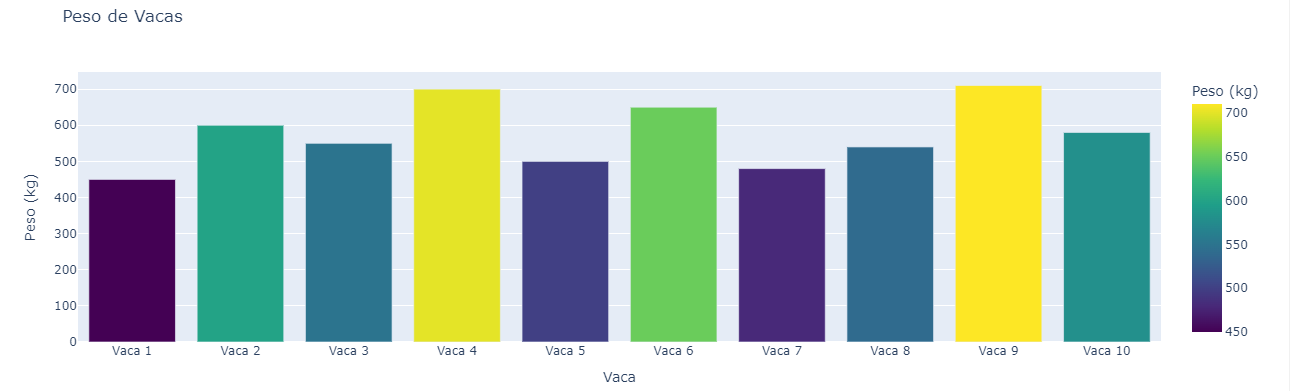 Peso de Vacas
Peso (kg)
700
600
500
400
300
200
100
0
Vaca 1
Vaca 2
Vaca 3
Vaca 4
Vaca 5
Vaca 6
Vaca 7
Vaca 8
Vaca 9
Vaca 10
Vaca
Peso (kg)
700
650
600
550
500
450